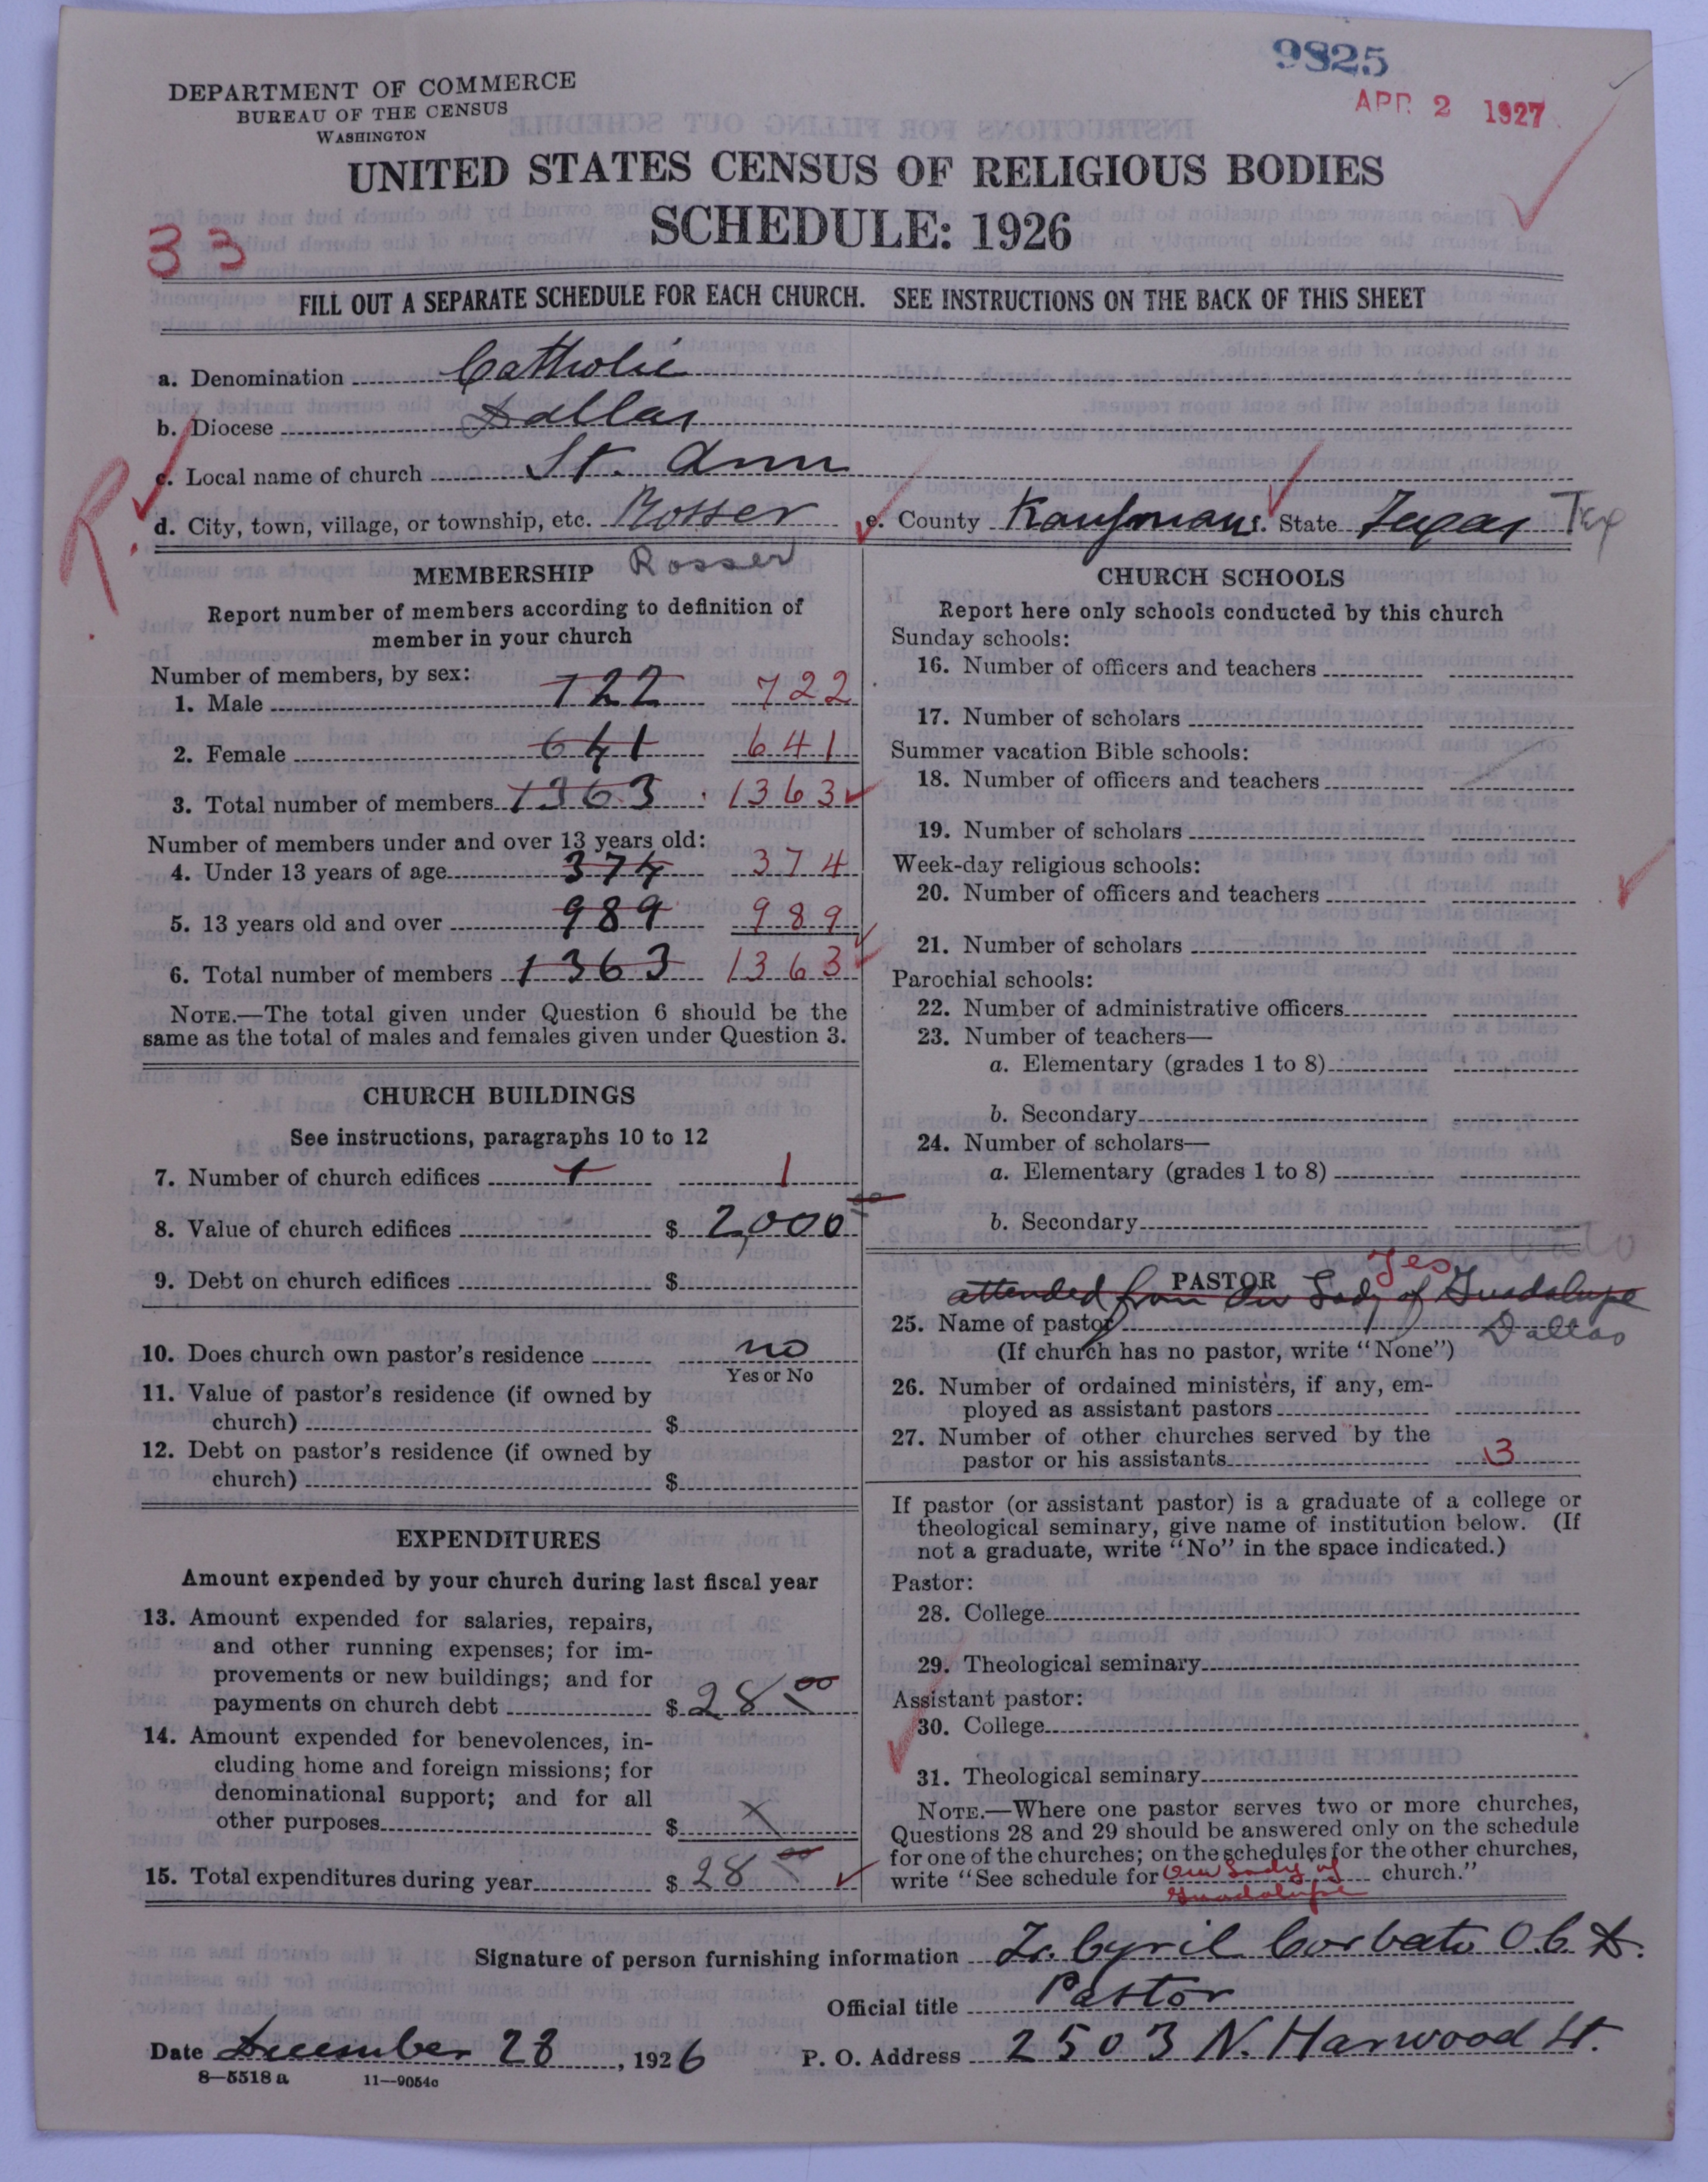 9825
APR 2 1927
DEPARTMENT OF COMMERCE
BUREAU OF THE CENSUS
WASHINGTON
UNITED STATES CENSUS OF RELIGIOUS BODIES
SCHEDULE: 1926
33
FILL OUT A SEPARATE SCHEDULE FOR EACH CHURCH. SEE INSTRUCTIONS ON THE BACK OF THIS SHEET
a. Denomination Catholic
b. Diocese Dallas
c. Local name of church St. Ann
R.
d. City, town, village, or township, etc. Rosser e. County Kaufman. State Texas Tex
Rosser
MEMBERSHIP
Report number of members according to definition of
member in your church
Number of members, by sex:
1. Male 722 722
2. Female 641 641
3. Total number of members 1363 1363
Number of members under and over 13 years old:
4. Under 13 years of age 374 374
5. 13 years old and over 989 989
6. Total number of members 1363 1363
NOTE.—The total given under Question 6 should be the
same as the total of males and females given under Question 3.
CHURCH BUILDINGS
See instructions, paragraphs 10 to 12
7. Number of church edifices 1 1
8. Value of church edifices $ 2,000 00
9. Debt on church edifices $
10. Does church own pastor's residence no
Yes or No
11. Value of pastor's residence (if owned by
church) $
12. Debt on pastor's residence (if owned by
church) $
EXPENDITURES
Amount expended by your church during last fiscal year
13. Amount expended for salaries, repairs,
and other running expenses; for im-
provements or new buildings; and for
payments on church debt $ 28 00
14. Amount expended for benevolences, in-
cluding home and foreign missions; for
denominational support; and for all
other purposes $ X
15. Total expenditures during year $ 28 00
CHURCH SCHOOLS
Report here only schools conducted by this church
Sunday schools:
16. Number of officers and teachers
17. Number of scholars
Summer vacation Bible schools:
18. Number of officers and teachers
19. Number of scholars
Week-day religious schools:
20. Number of officers and teachers
21. Number of scholars
Parochial schools:
22. Number of administrative officers
23. Number of teachers—
a. Elementary (grades 1 to 8)
b. Secondary
24. Number of scholars—
a. Elementary (grades 1 to 8)
b. Secondary
Yes
PASTOR
attended from Our Lady of Guadalupe
Dallas
25. Name of pastor
(If church has no pastor, write "None")
26. Number of ordained ministers, if any, em-
ployed as assistant pastors
27. Number of other churches served by the
pastor or his assistants 3
If pastor (or assistant pastor) is a graduate of a college or
theological seminary, give name of institution below. (If
not a graduate, write "No" in the space indicated.)
Pastor:
28. College
29. Theological seminary
Assistant pastor:
30. College
31. Theological seminary
NOTE.—Where one pastor serves two or more churches,
Questions 28 and 29 should be answered only on the schedule
for one of the churches; on the schedules for the other churches,
write "See schedule for Our Lady of Guadalupe church."
Signature of person furnishing information Fr. Cyril Corbato O.C.D.
Official title Pastor
Date December 28, 1926 P. O. Address 2503 N. Harwood St.
8—5518 a 11—9054c